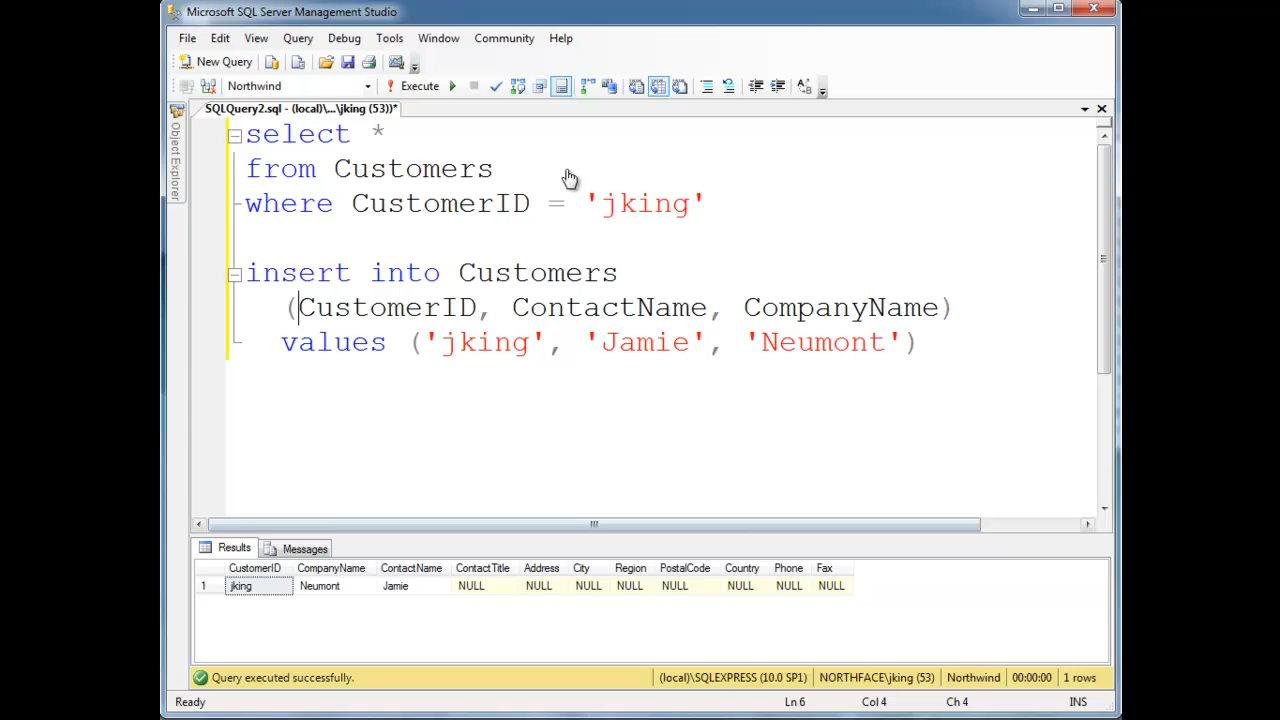 Microsoft SQL Server Management Studio
File Edit View Query Debug Tools Window Community Help
New Query
Northwind Execute
SQLQuery2.sql - (local)\...\jking (53))*
Object Explorer
select *
from Customers
where CustomerID = 'jking'
insert into Customers
(CustomerID, ContactName, CompanyName)
values ('jking', 'Jamie', 'Neumont')
Results Messages
CustomerID CompanyName ContactName ContactTitle Address City Region PostalCode Country Phone Fax
1 jking Neumont Jamie NULL NULL NULL NULL NULL NULL NULL NULL
Query executed successfully. (local)\SQLEXPRESS (10.0 SP1) NORTHFACE\jking (53) Northwind 00:00:00 1 rows
Ready Ln 6 Col 4 Ch 4 INS